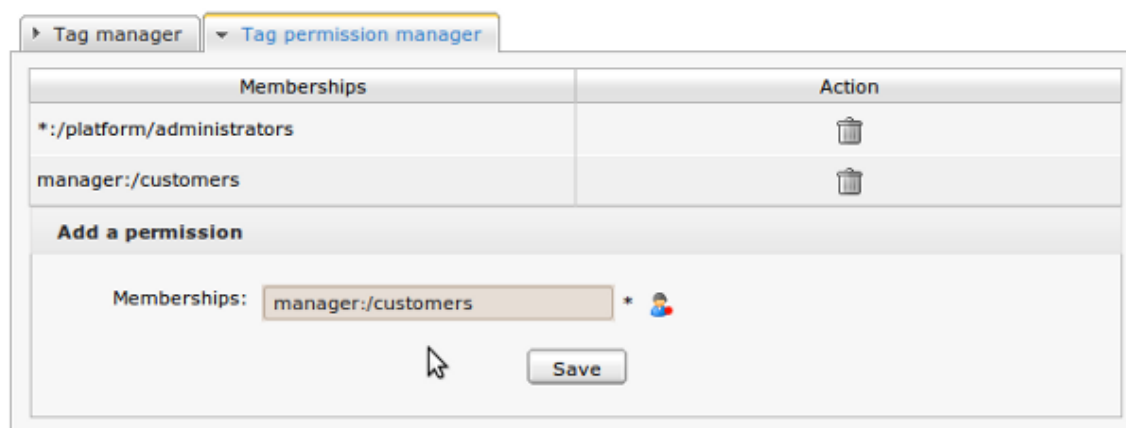 Tag manager Tag permission manager
Memberships Action
*:/platform/administrators
manager:/customers
Add a permission
Memberships: manager:/customers *
Save